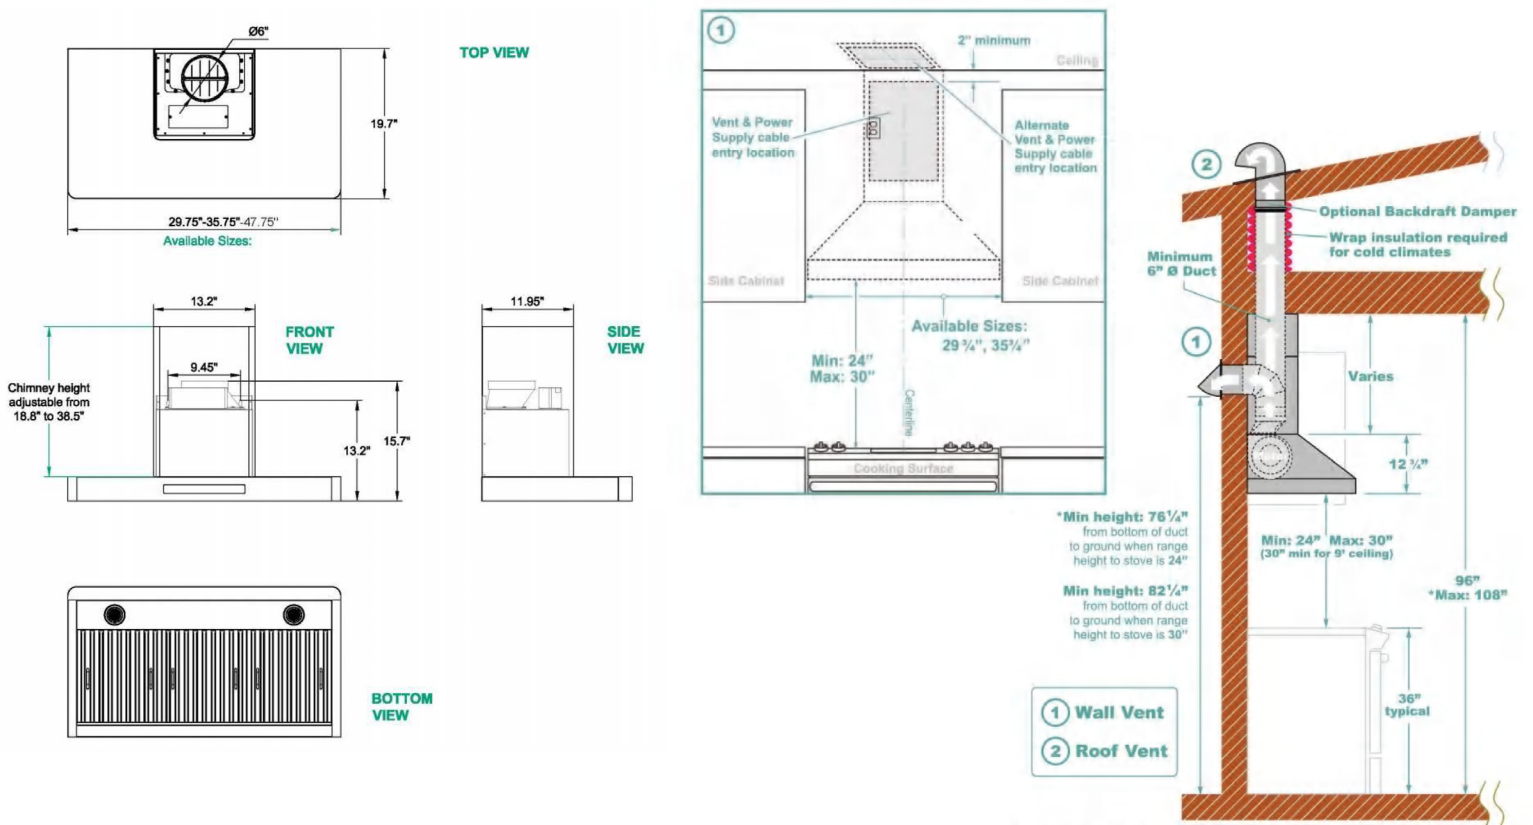 Ø6"
TOP VIEW
19.7"
29.75"-35.75"-47.75"
Available Sizes:
13.2"
FRONT
VIEW
9.45"
Chimney height
adjustable from
18.8" to 38.5"
13.2"
15.7"
11.95"
SIDE
VIEW
BOTTOM
VIEW
1
2" minimum
Ceiling
Vent & Power
Supply cable
entry location
Alternate
Vent & Power
Supply cable
entry location
Side Cabinet
Side Cabinet
Available Sizes:
29 ¾", 35¾"
Min: 24"
Max: 30"
Centerline
Cooking Surface
2
Optional Backdraft Damper
Wrap insulation required
for cold climates
Minimum
6" Ø Duct
1
Varies
12 ¾"
*Min height: 76¼"
from bottom of duct
to ground when range
height to stove is 24"
Min height: 82¼"
from bottom of duct
to ground when range
height to stove is 30"
Min: 24" Max: 30"
(30" min for 9' ceiling)
96"
*Max: 108"
36"
typical
1 Wall Vent
2 Roof Vent